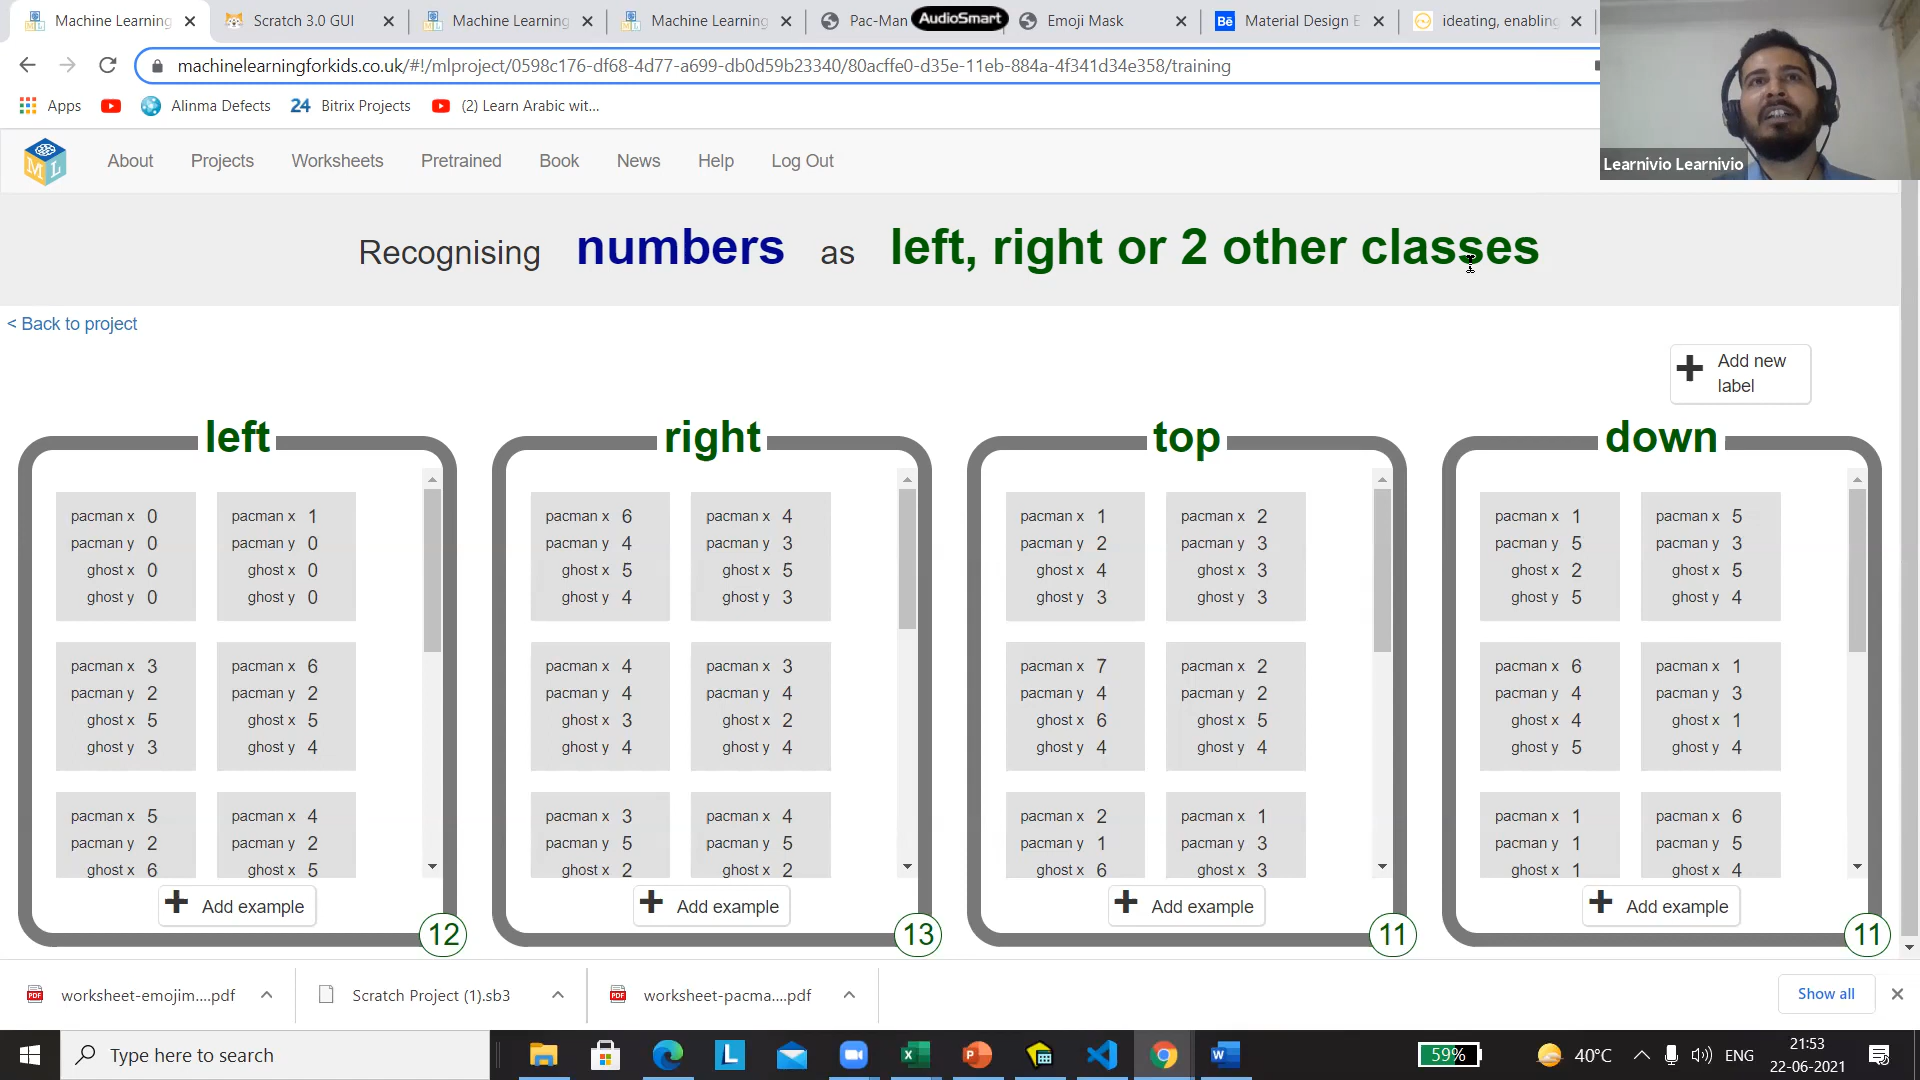 Machine Learning
Scratch 3.0 GUI
Machine Learning
Machine Learning
Pac-Man
AudioSmart
Emoji Mask
Bē
Material Design E
ideating, enabling
machinelearningforkids.co.uk/#!/mlproject/0598c176-df68-4d77-a699-db0d59b23340/80acffe0-d35e-11eb-884a-4f341d34e358/training
Apps
Alinma Defects
24 Bitrix Projects
(2) Learn Arabic wit...
Learnivio Learnivio
ML
About
Projects
Worksheets
Pretrained
Book
News
Help
Log Out
Recognising numbers as left, right or 2 other classes
< Back to project
Add new
label
left
pacman x 0
pacman y 0
ghost x 0
ghost y 0
pacman x 1
pacman y 0
ghost x 0
ghost y 0
pacman x 3
pacman y 2
ghost x 5
ghost y 3
pacman x 6
pacman y 2
ghost x 5
ghost y 4
pacman x 5
pacman y 2
ghost x 6
pacman x 4
pacman y 2
ghost x 5
Add example
12
right
pacman x 6
pacman y 4
ghost x 5
ghost y 4
pacman x 4
pacman y 3
ghost x 5
ghost y 3
pacman x 4
pacman y 4
ghost x 3
ghost y 4
pacman x 3
pacman y 4
ghost x 2
ghost y 4
pacman x 3
pacman y 5
ghost x 2
pacman x 4
pacman y 5
ghost x 2
Add example
13
top
pacman x 1
pacman y 2
ghost x 4
ghost y 3
pacman x 2
pacman y 3
ghost x 3
ghost y 3
pacman x 7
pacman y 4
ghost x 6
ghost y 4
pacman x 2
pacman y 2
ghost x 5
ghost y 4
pacman x 2
pacman y 1
ghost x 6
pacman x 1
pacman y 3
ghost x 3
Add example
11
down
pacman x 1
pacman y 5
ghost x 2
ghost y 5
pacman x 5
pacman y 3
ghost x 5
ghost y 4
pacman x 6
pacman y 4
ghost x 4
ghost y 5
pacman x 1
pacman y 3
ghost x 1
ghost y 4
pacman x 1
pacman y 1
ghost x 1
pacman x 6
pacman y 5
ghost x 4
Add example
11
PDF
worksheet-emojim....pdf
Scratch Project (1).sb3
PDF
worksheet-pacma....pdf
Show all
Type here to search
L
59%
40°C
ENG
21:53
22-06-2021